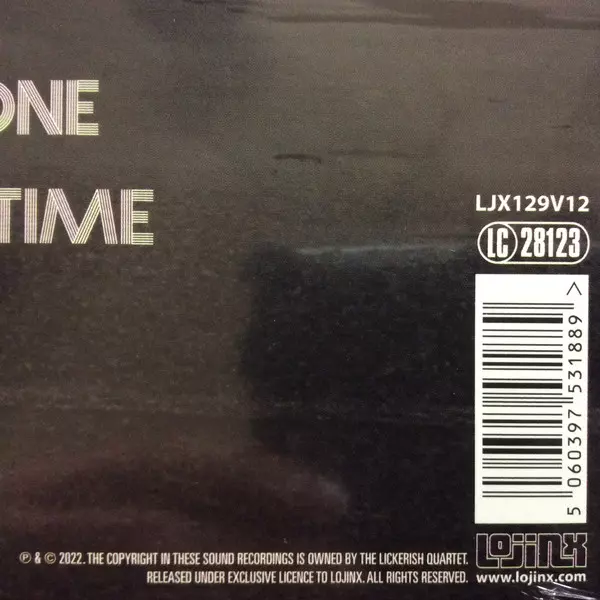 ONE
TIME
LJX129V12
LC 28123
5 060397 531889 >
℗ & © 2022. THE COPYRIGHT IN THESE SOUND RECORDINGS IS OWNED BY THE LICKERISH QUARTET.
RELEASED UNDER EXCLUSIVE LICENCE TO LOJINX. ALL RIGHTS RESERVED.
LOJINX
www.lojinx.com